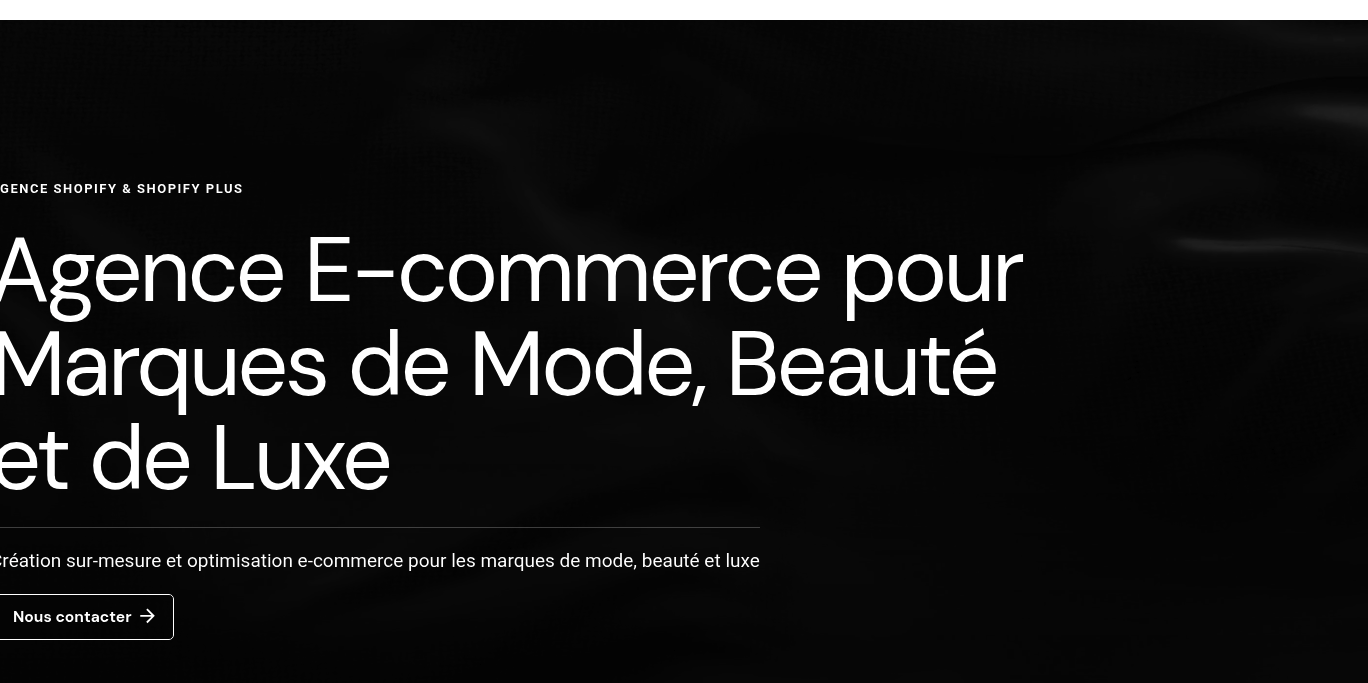 GENCE SHOPIFY & SHOPIFY PLUS
Agence E-commerce pour
Marques de Mode, Beauté
et de Luxe
Création sur-mesure et optimisation e-commerce pour les marques de mode, beauté et luxe
Nous contacter →